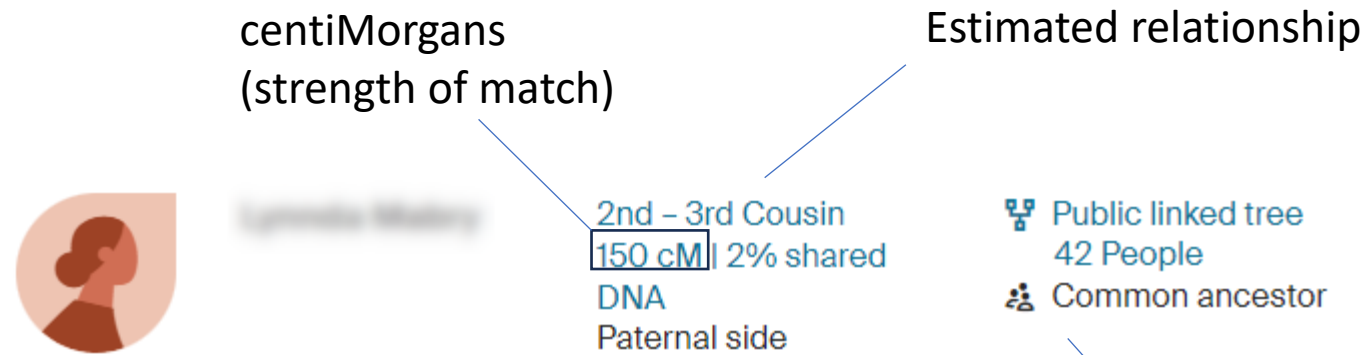 centiMorgans
(strength of match)
Estimated relationship
2nd – 3rd Cousin
150 cM | 2% shared
DNA
Paternal side
Public linked tree
42 People
Common ancestor